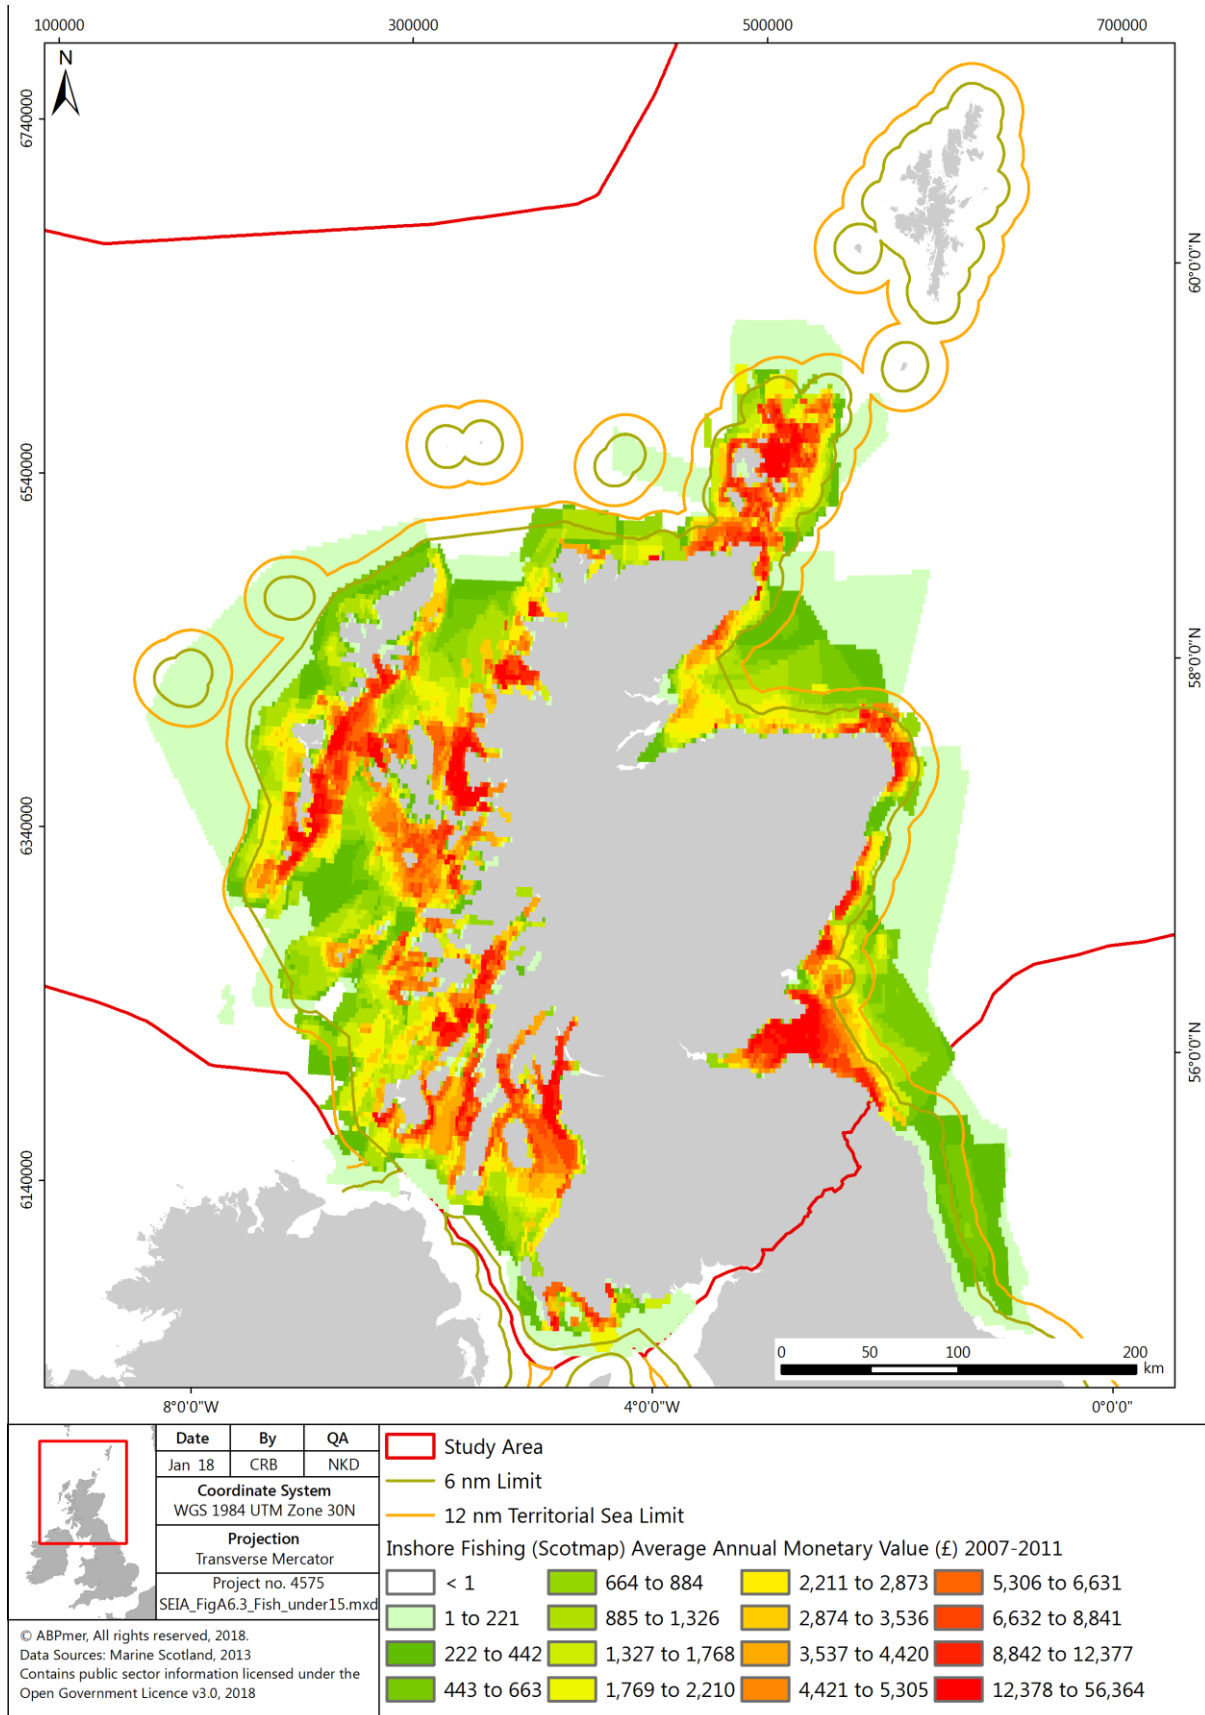 100000 300000 500000 700000
N
6740000
6540000
6340000
6140000
60°0'0"N
58°0'0"N
56°0'0"N
0 50 100 200
km
8°0'0"W 4°0'0"W 0°0'0"
Date By QA
Jan 18 CRB NKD
Coordinate System
WGS 1984 UTM Zone 30N
Projection
Transverse Mercator
Project no. 4575
SEIA_FigA6.3_Fish_under15.mxd
© ABPmer, All rights reserved, 2018.
Data Sources: Marine Scotland, 2013
Contains public sector information licensed under the
Open Government Licence v3.0, 2018
Study Area
6 nm Limit
12 nm Territorial Sea Limit
Inshore Fishing (Scotmap) Average Annual Monetary Value (£) 2007-2011
< 1 664 to 884 2,211 to 2,873 5,306 to 6,631
1 to 221 885 to 1,326 2,874 to 3,536 6,632 to 8,841
222 to 442 1,327 to 1,768 3,537 to 4,420 8,842 to 12,377
443 to 663 1,769 to 2,210 4,421 to 5,305 12,378 to 56,364